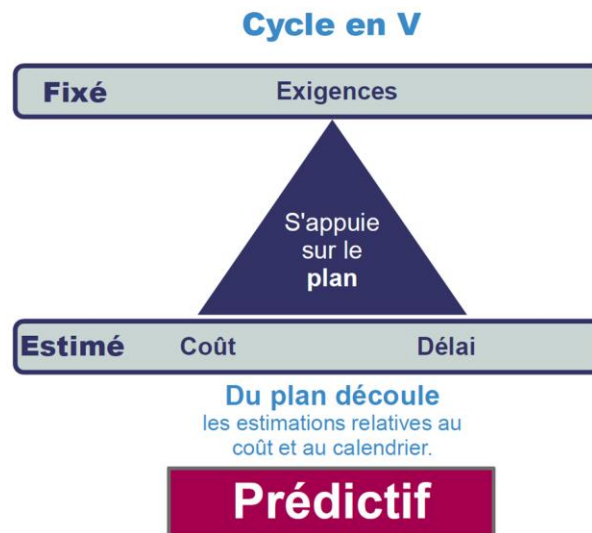 Cycle en V
Fixé Exigences
S'appuie
sur le
plan
Estimé Coût Délai
Du plan découle
les estimations relatives au
coût et au calendrier.
Prédictif